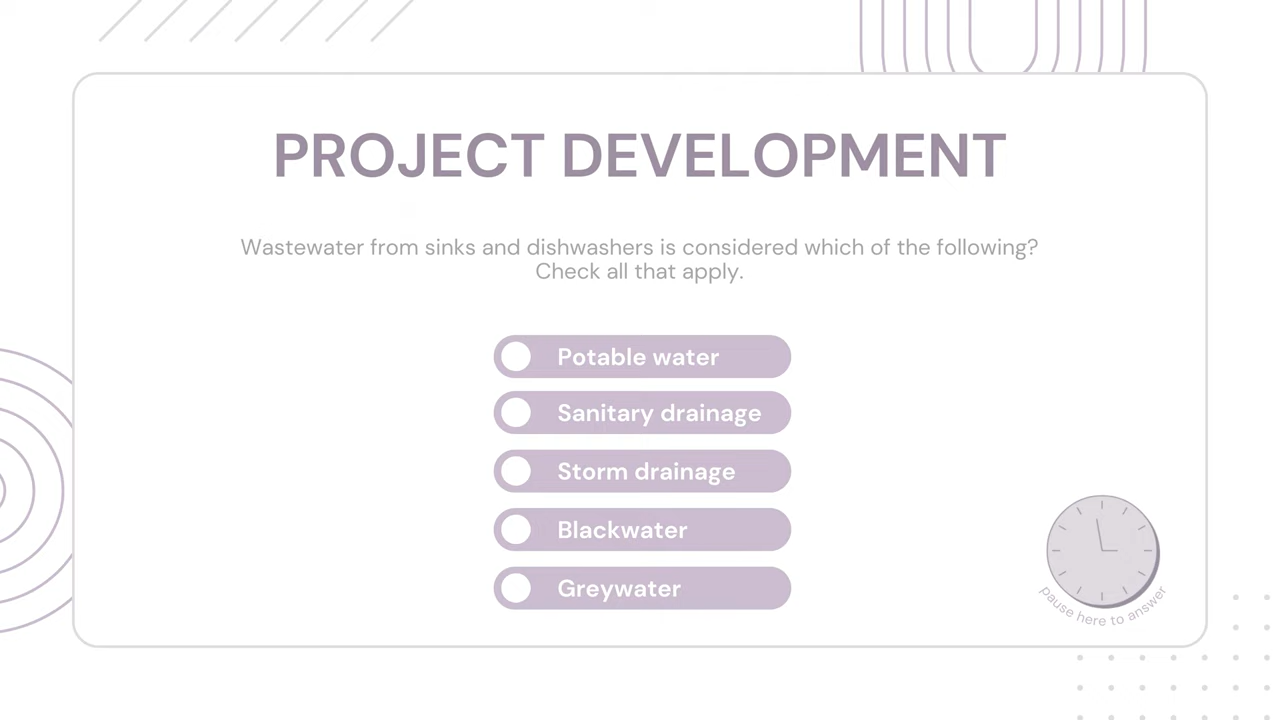 PROJECT DEVELOPMENT
Wastewater from sinks and dishwashers is considered which of the following?
Check all that apply.
Potable water
Sanitary drainage
Storm drainage
Blackwater
Greywater
pause here to answer